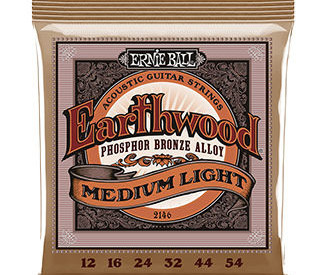 ERNIE BALL
ACOUSTIC GUITAR STRINGS
Earthwood
PHOSPHOR BRONZE ALLOY
MEDIUM LIGHT
2146
12 16 24 32 44 54